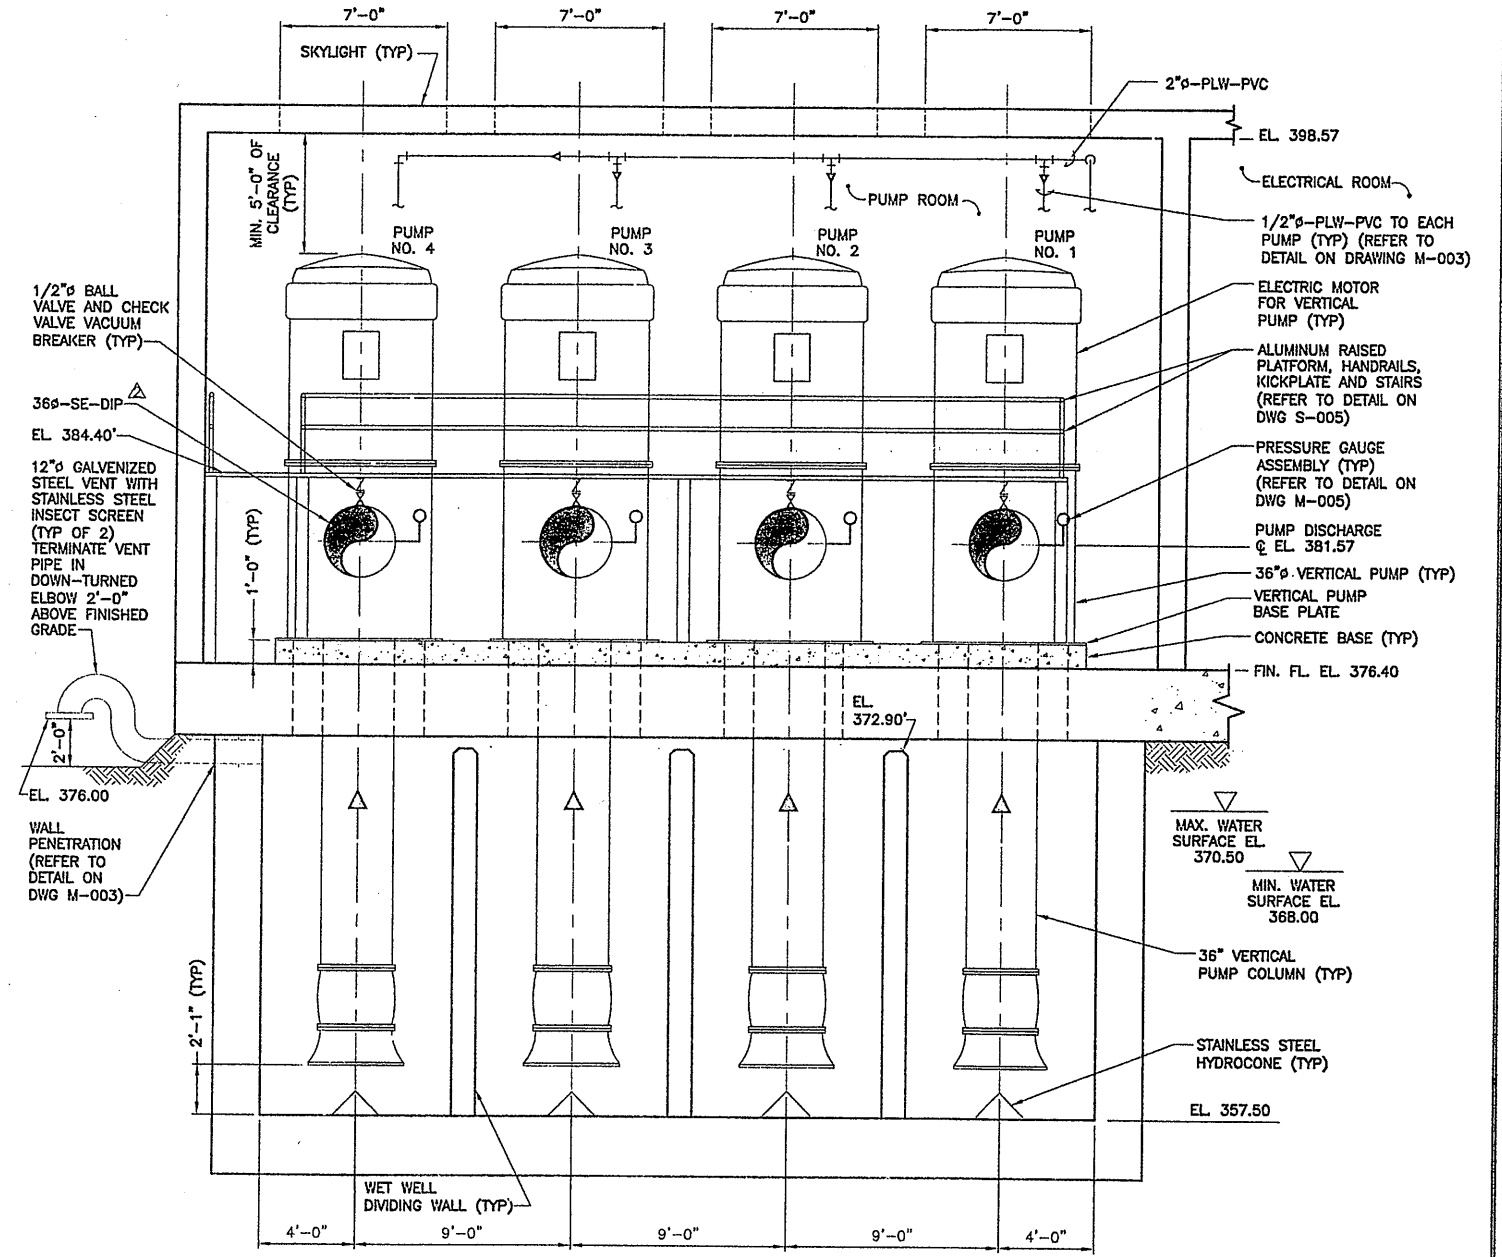 7'-0"
7'-0"
7'-0"
7'-0"
SKYLIGHT (TYP)
2"ø-PLW-PVC
EL. 398.57
MIN. 5'-0" OF
CLEARANCE
(TYP)
PUMP ROOM
ELECTRICAL ROOM
1/2"ø-PLW-PVC TO EACH
PUMP (TYP) (REFER TO
DETAIL ON DRAWING M-003)
PUMP
NO. 4
PUMP
NO. 3
PUMP
NO. 2
PUMP
NO. 1
1/2"ø BALL
VALVE AND CHECK
VALVE VACUUM
BREAKER (TYP)
ELECTRIC MOTOR
FOR VERTICAL
PUMP (TYP)
ALUMINUM RAISED
PLATFORM, HANDRAILS,
KICKPLATE AND STAIRS
(REFER TO DETAIL ON
DWG S-005)
2
36ø-SE-DIP
EL. 384.40'
12"ø GALVENIZED
STEEL VENT WITH
STAINLESS STEEL
INSECT SCREEN
(TYP OF 2)
TERMINATE VENT
PIPE IN
DOWN-TURNED
ELBOW 2'-0"
ABOVE FINISHED
GRADE
PRESSURE GAUGE
ASSEMBLY (TYP)
(REFER TO DETAIL ON
DWG M-005)
1'-0" (TYP)
PUMP DISCHARGE
℄ EL. 381.57
36"ø VERTICAL PUMP (TYP)
VERTICAL PUMP
BASE PLATE
CONCRETE BASE (TYP)
FIN. FL. EL. 376.40
EL.
372.90'
2'-0"
EL. 376.00
WALL
PENETRATION
(REFER TO
DETAIL ON
DWG M-003)
MAX. WATER
SURFACE EL.
370.50
MIN. WATER
SURFACE EL.
368.00
36" VERTICAL
PUMP COLUMN (TYP)
2'-1" (TYP)
STAINLESS STEEL
HYDROCONE (TYP)
EL. 357.50
WET WELL
DIVIDING WALL (TYP)
4'-0"
9'-0"
9'-0"
4'-0"